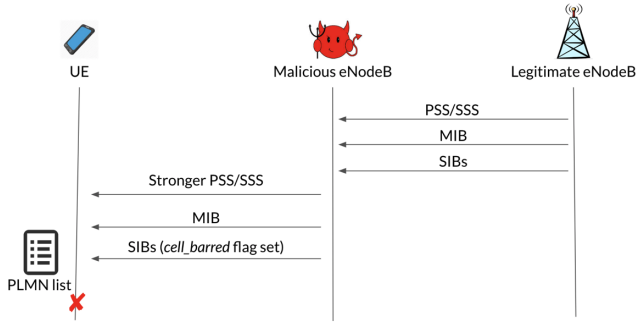 UE
Malicious eNodeB
Legitimate eNodeB
PSS/SSS
MIB
SIBs
Stronger PSS/SSS
MIB
SIBs (cell_barred flag set)
PLMN list